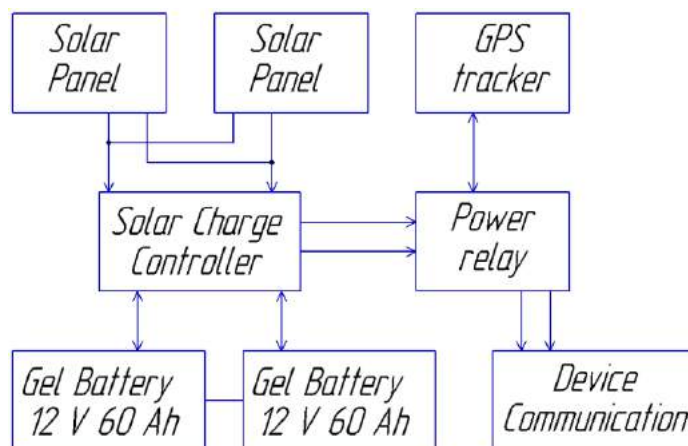 Solar
Panel
Solar
Panel
GPS
tracker
Solar Charge
Controller
Power
relay
Gel Battery
12 V 60 Ah
Gel Battery
12 V 60 Ah
Device
Communication